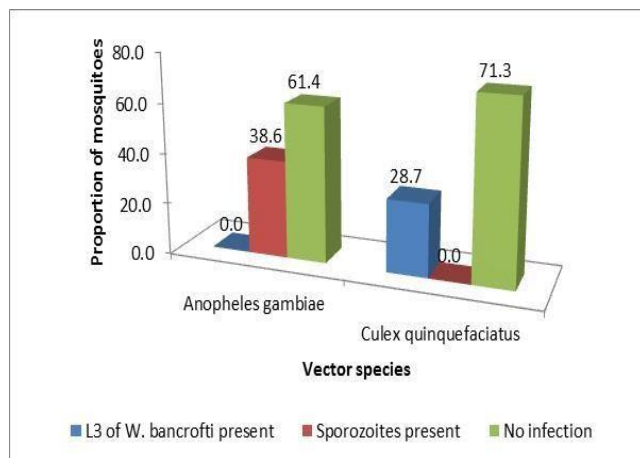 80.0
60.0
40.0
20.0
0.0
Proportion of mosquitoes
0.0
38.6
61.4
28.7
0.0
71.3
Anopheles gambiae
Culex quinquefaciatus
Vector species
L3 of W. bancrofti present
Sporozoites present
No infection